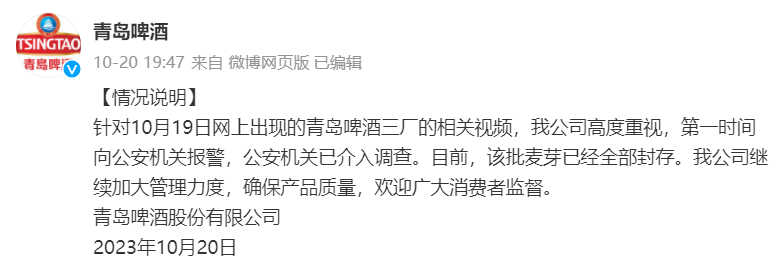 TSINGTAO
青岛啤酒
青岛啤酒
10-20 19:47 来自 微博网页版 已编辑
【情况说明】
针对10月19日网上出现的青岛啤酒三厂的相关视频，我公司高度重视，第一时间
向公安机关报警，公安机关已介入调查。目前，该批麦芽已经全部封存。我公司继
续加大管理力度，确保产品质量，欢迎广大消费者监督。
青岛啤酒股份有限公司
2023年10月20日